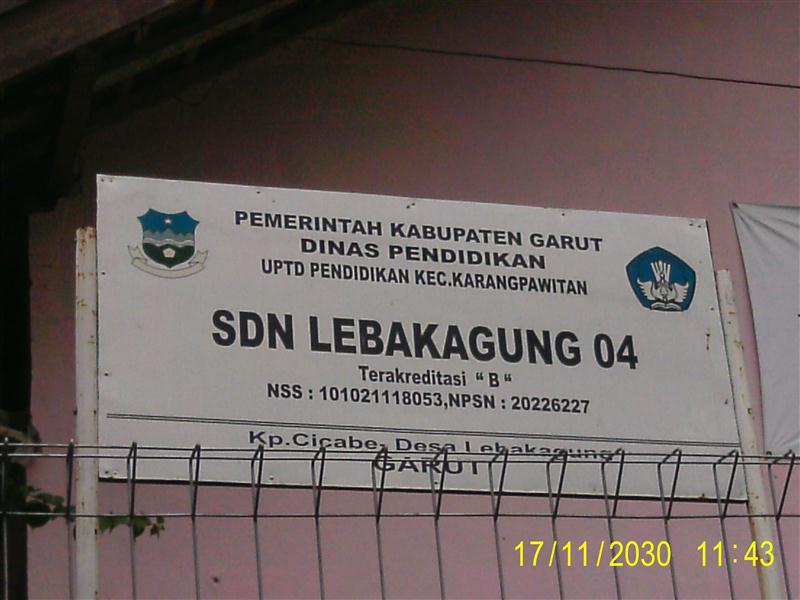 PEMERINTAH KABUPATEN GARUT
DINAS PENDIDIKAN
UPTD PENDIDIKAN KEC.KARANGPAWITAN
SDN LEBAKAGUNG 04
Terakreditasi “ B “
NSS : 101021118053,NPSN : 20226227
Kp.Cicabe, Desa Lebakagung
GARUT
17/11/2030 11:43